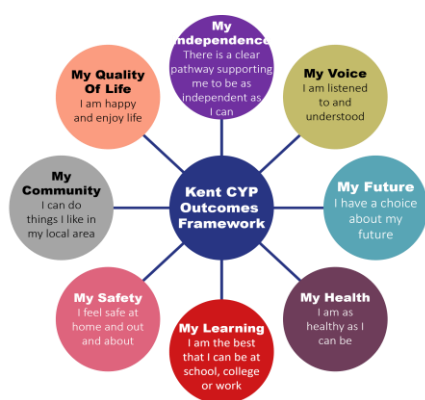 My
Independence
There is a clear
pathway supporting
me to be as
independent as I
can
My Voice
I am listened
to and
understood
My Future
I have a choice
about my
future
My Health
I am as
healthy as I
can be
My Learning
I am the best
that I can be at
school, college
or work
My Safety
I feel safe at
home and out
and about
My
Community
I can do
things I like in
my local area
My Quality
Of Life
I am happy
and enjoy life
Kent CYP
Outcomes
Framework